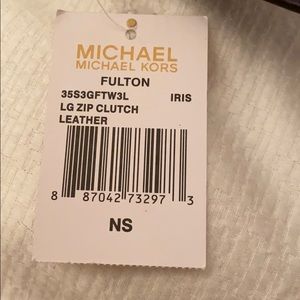 MICHAEL
MICHAEL KORS
FULTON
35S3GFTW3L IRIS
LG ZIP CLUTCH
LEATHER
8 87042 73297 3
NS